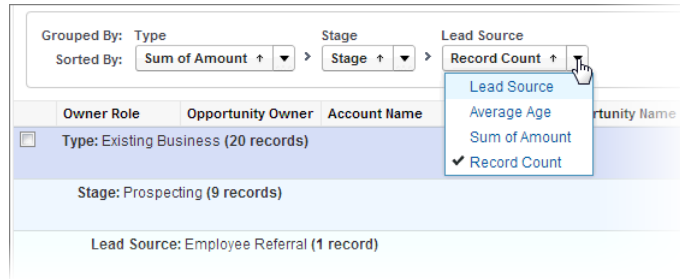 Grouped By: Type Stage Lead Source
Sorted By: Sum of Amount ↑ > Stage ↑ > Record Count ↑
Lead Source
Average Age
Sum of Amount
✔ Record Count
Owner Role Opportunity Owner Account Name rtunity Name
Type: Existing Business (20 records)
Stage: Prospecting (9 records)
Lead Source: Employee Referral (1 record)